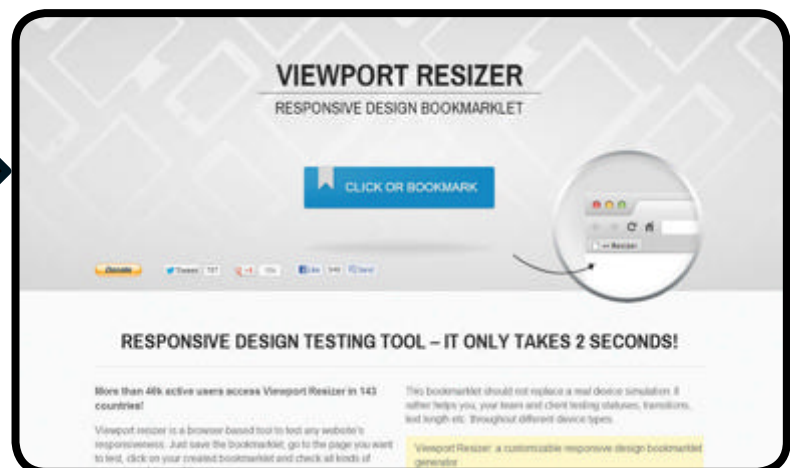 VIEWPORT RESIZER
RESPONSIVE DESIGN BOOKMARKLET
CLICK OR BOOKMARK
Resizer
Donate
Tweet
+1
Like
Send
RESPONSIVE DESIGN TESTING TOOL – IT ONLY TAKES 2 SECONDS!
More than 46k active users access Viewport Resizer in 143
countries!
Viewport resizer is a browser-based tool to test any website's
responsiveness. Just save the bookmarklet, go to the page you want
to test, click on your created bookmarklet and check all kinds of
This bookmarklet should not replace a real device simulation. It
rather helps you, your team and client testing statuses, transitions,
text length etc. throughout different device types.
Viewport Resizer: a customizable responsive design bookmarklet
generator